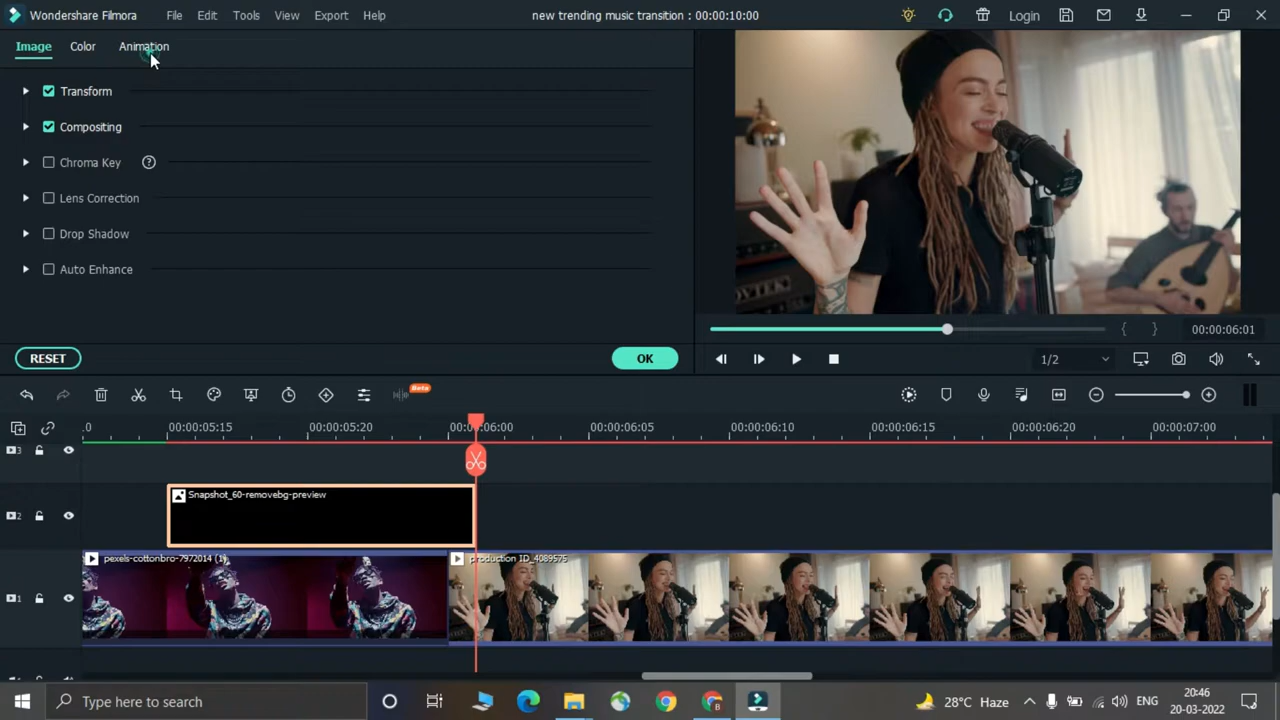 Wondershare Filmora File Edit Tools View Export Help new trending music transition : 00:00:10:00 Login
Image Color Animation
Transform
Compositing
Chroma Key ?
Lens Correction
Drop Shadow
Auto Enhance
00:00:06:01
RESET OK 1/2
Beta
00:00:05:15 00:00:05:20 00:00:06:00 00:00:06:05 00:00:06:10 00:00:06:15 00:00:06:20 00:00:07:00
3
Snapshot_60-removebg-preview
2
pexels-cottonbro-7972014 (1) production ID_4089575
1
Type here to search 28°C Haze ENG 20:46
20-03-2022